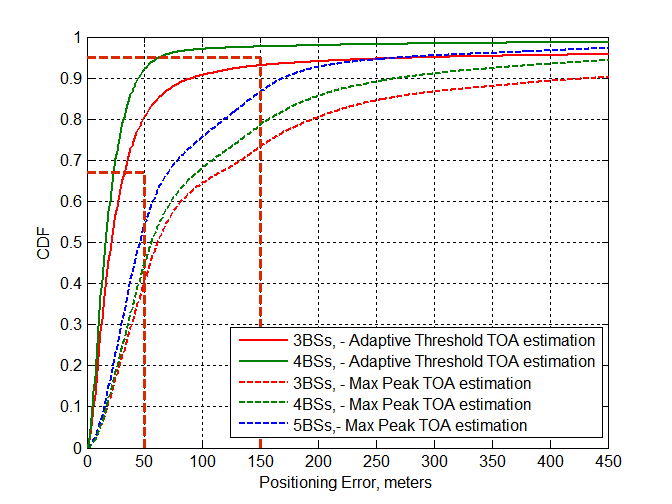 1
0.9
0.8
0.7
0.6
0.5
0.4
0.3
0.2
0.1
0
CDF
3BSs, - Adaptive Threshold TOA estimation
4BSs, - Adaptive Threshold TOA estimation
3BSs, - Max Peak TOA estimation
4BSs, - Max Peak TOA estimation
5BSs,- Max Peak TOA estimation
0 50 100 150 200 250 300 350 400 450
Positioning Error, meters